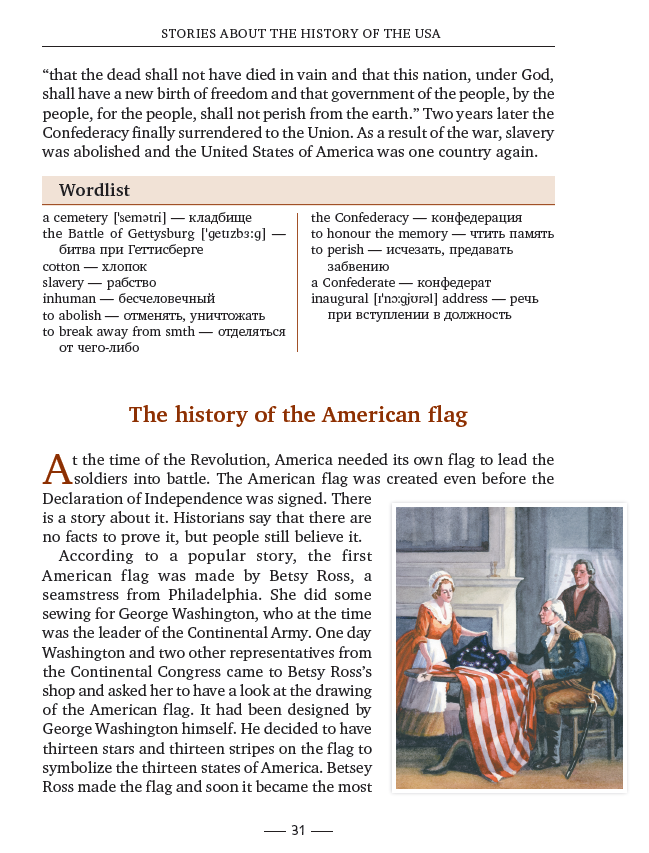 STORIES ABOUT THE HISTORY OF THE USA
“that the dead shall not have died in vain and that this nation, under God,
shall have a new birth of freedom and that government of the people, by the
people, for the people, shall not perish from the earth.” Two years later the
Confederacy finally surrendered to the Union. As a result of the war, slavery
was abolished and the United States of America was one country again.
Wordlist
a cemetery [ˈsemətri] — кладбище
the Battle of Gettysburg [ˈgetɪzbɜːg] —
битва при Геттисберге
cotton — хлопок
slavery — рабство
inhuman — бесчеловечный
to abolish — отменять, уничтожать
to break away from smth — отделяться
от чего-либо
the Confederacy — конфедерация
to honour the memory — чтить память
to perish — исчезать, предавать
забвению
a Confederate — конфедерат
inaugural [ɪˈnɔːgjʊrəl] address — речь
при вступлении в должность
The history of the American flag
At the time of the Revolution, America needed its own flag to lead the
soldiers into battle. The American flag was created even before the
Declaration of Independence was signed. There
is a story about it. Historians say that there are
no facts to prove it, but people still believe it.
According to a popular story, the first
American flag was made by Betsy Ross, a
seamstress from Philadelphia. She did some
sewing for George Washington, who at the time
was the leader of the Continental Army. One day
Washington and two other representatives from
the Continental Congress came to Betsy Ross’s
shop and asked her to have a look at the drawing
of the American flag. It had been designed by
George Washington himself. He decided to have
thirteen stars and thirteen stripes on the flag to
symbolize the thirteen states of America. Betsey
Ross made the flag and soon it became the most
— 31 —